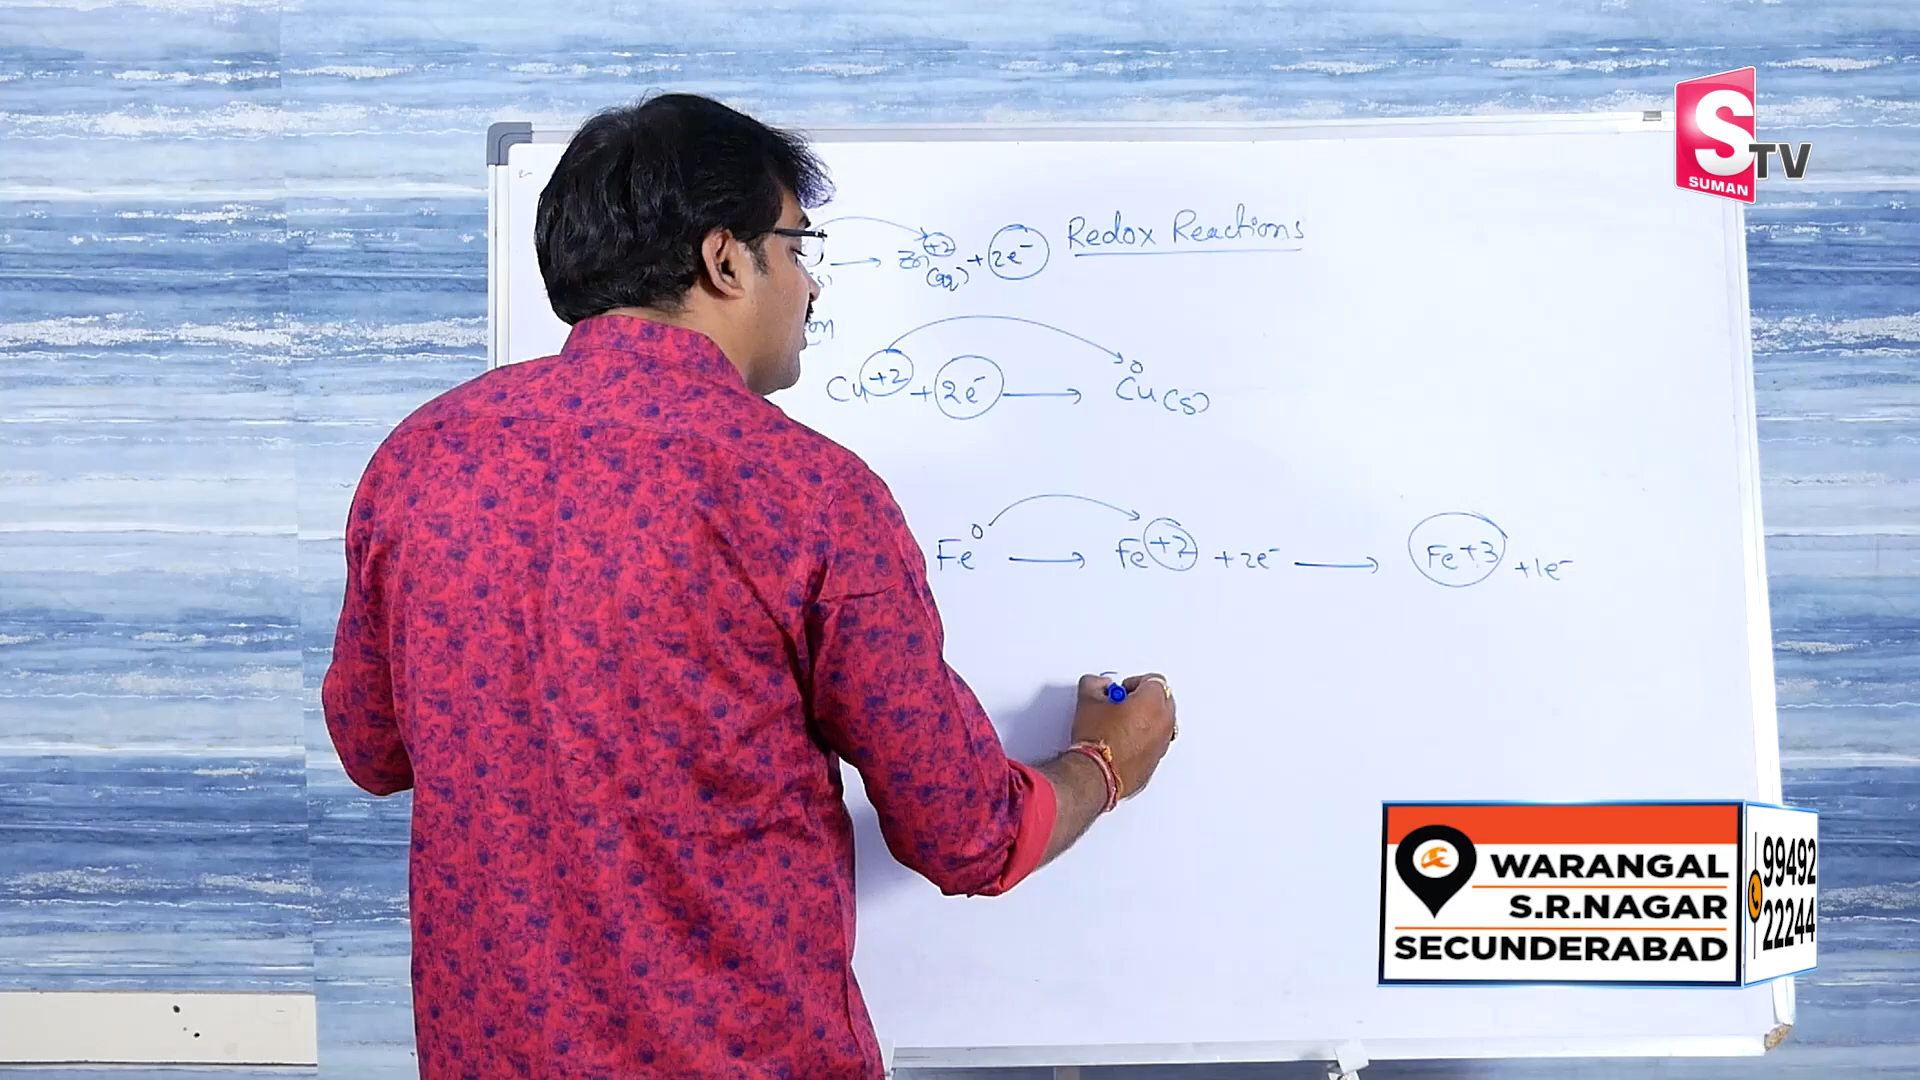 S
TV
SUMAN
Redox Reactions
(s) ⟶ Zn+2 (aq) + 2e⁻
on
Cu+2 + 2e⁻ ⟶ Cu⁰(s)
Fe⁰ ⟶ Fe+2 + 2e⁻ ⟶ Fe+3 + 1e⁻
WARANGAL
S.R.NAGAR
SECUNDERABAD
99492
22244